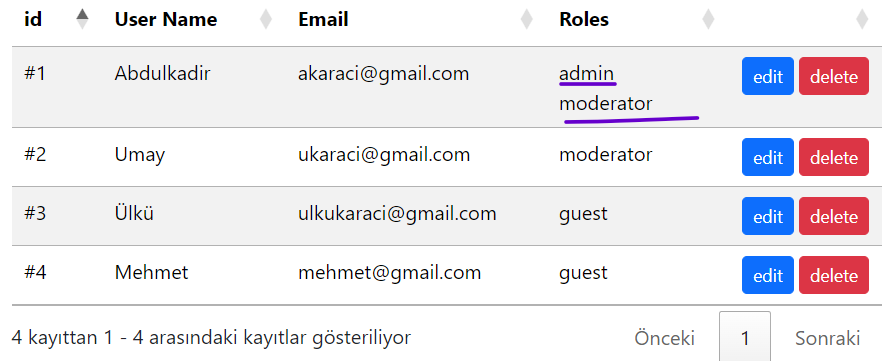 id User Name Email Roles
#1 Abdulkadir akaraci@gmail.com admin edit delete
moderator
#2 Umay ukaraci@gmail.com moderator edit delete
#3 Ülkü ulkukaraci@gmail.com guest edit delete
#4 Mehmet mehmet@gmail.com guest edit delete
4 kayıttan 1 - 4 arasındaki kayıtlar gösteriliyor Önceki 1 Sonraki